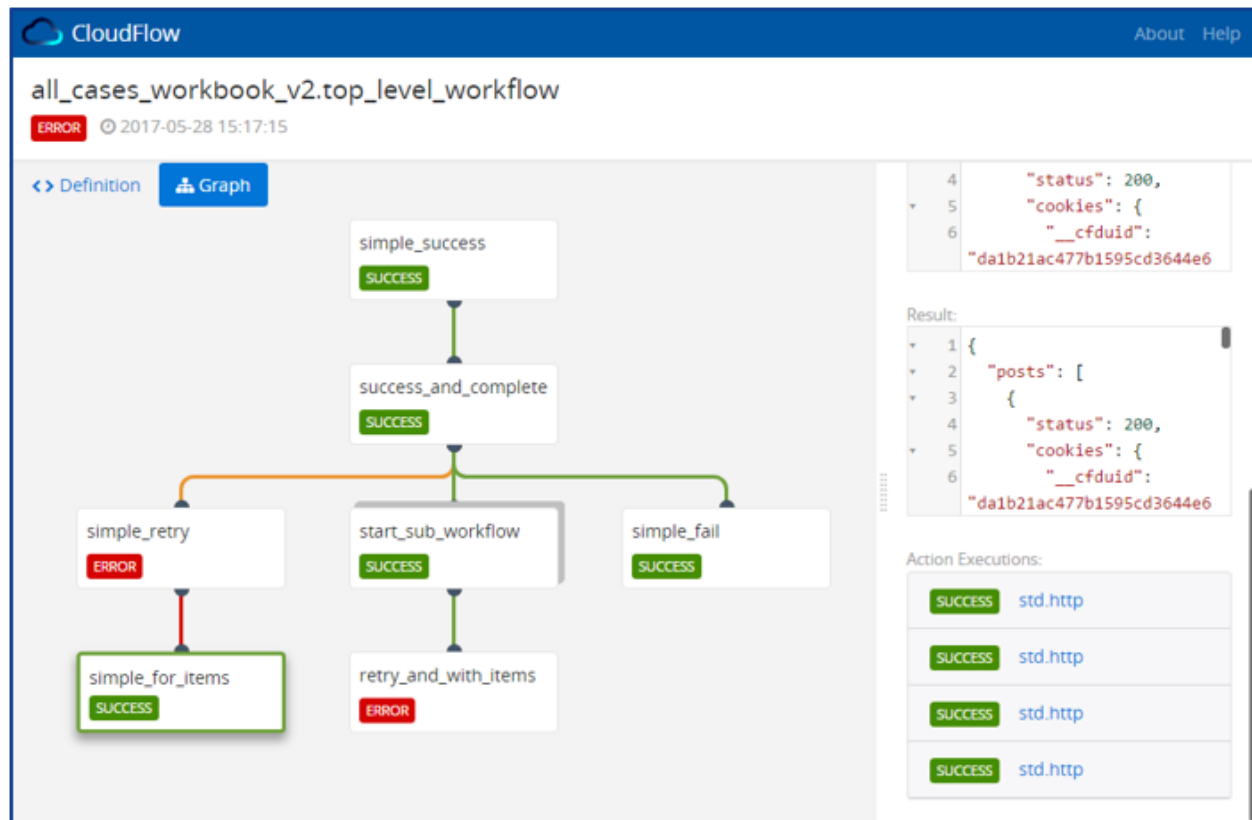 CloudFlow
About Help
all_cases_workbook_v2.top_level_workflow
ERROR 2017-05-28 15:17:15
<> Definition
Graph
simple_success
SUCCESS
success_and_complete
SUCCESS
simple_retry
ERROR
start_sub_workflow
SUCCESS
simple_fail
SUCCESS
simple_for_items
SUCCESS
retry_and_with_items
ERROR
4 "status": 200,
5 "cookies": {
6 "__cfduid":
"da1b21ac477b1595cd3644e6
Result:
1 {
2 "posts": [
3 {
4 "status": 200,
5 "cookies": {
6 "__cfduid":
"da1b21ac477b1595cd3644e6
Action Executions:
SUCCESS std.http
SUCCESS std.http
SUCCESS std.http
SUCCESS std.http